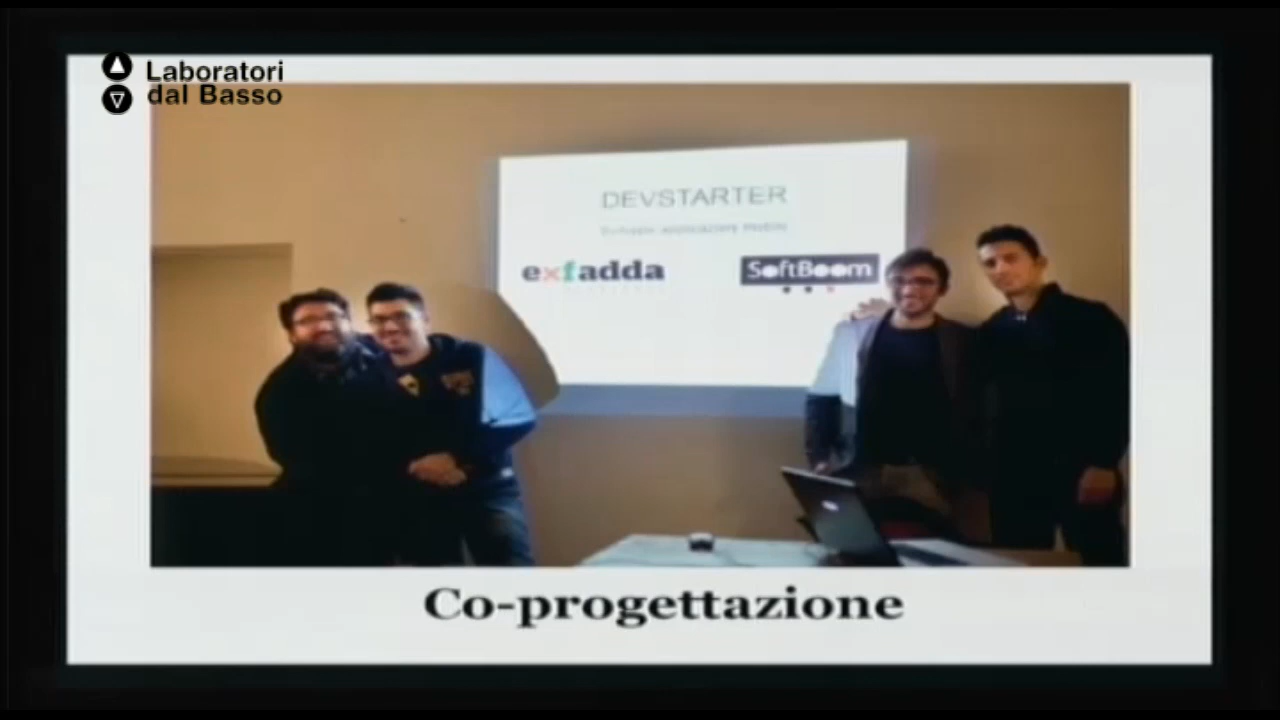 Laboratori
dal Basso
DEVSTARTER
exfadda
SoftBoom
Co-progettazione